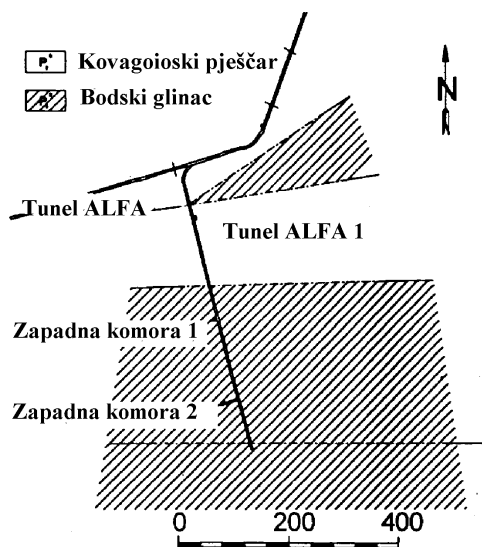 Kovagoioski pješčar
Bodski glinac
N
Tunel ALFA
Tunel ALFA 1
Zapadna komora 1
Zapadna komora 2
0 200 400